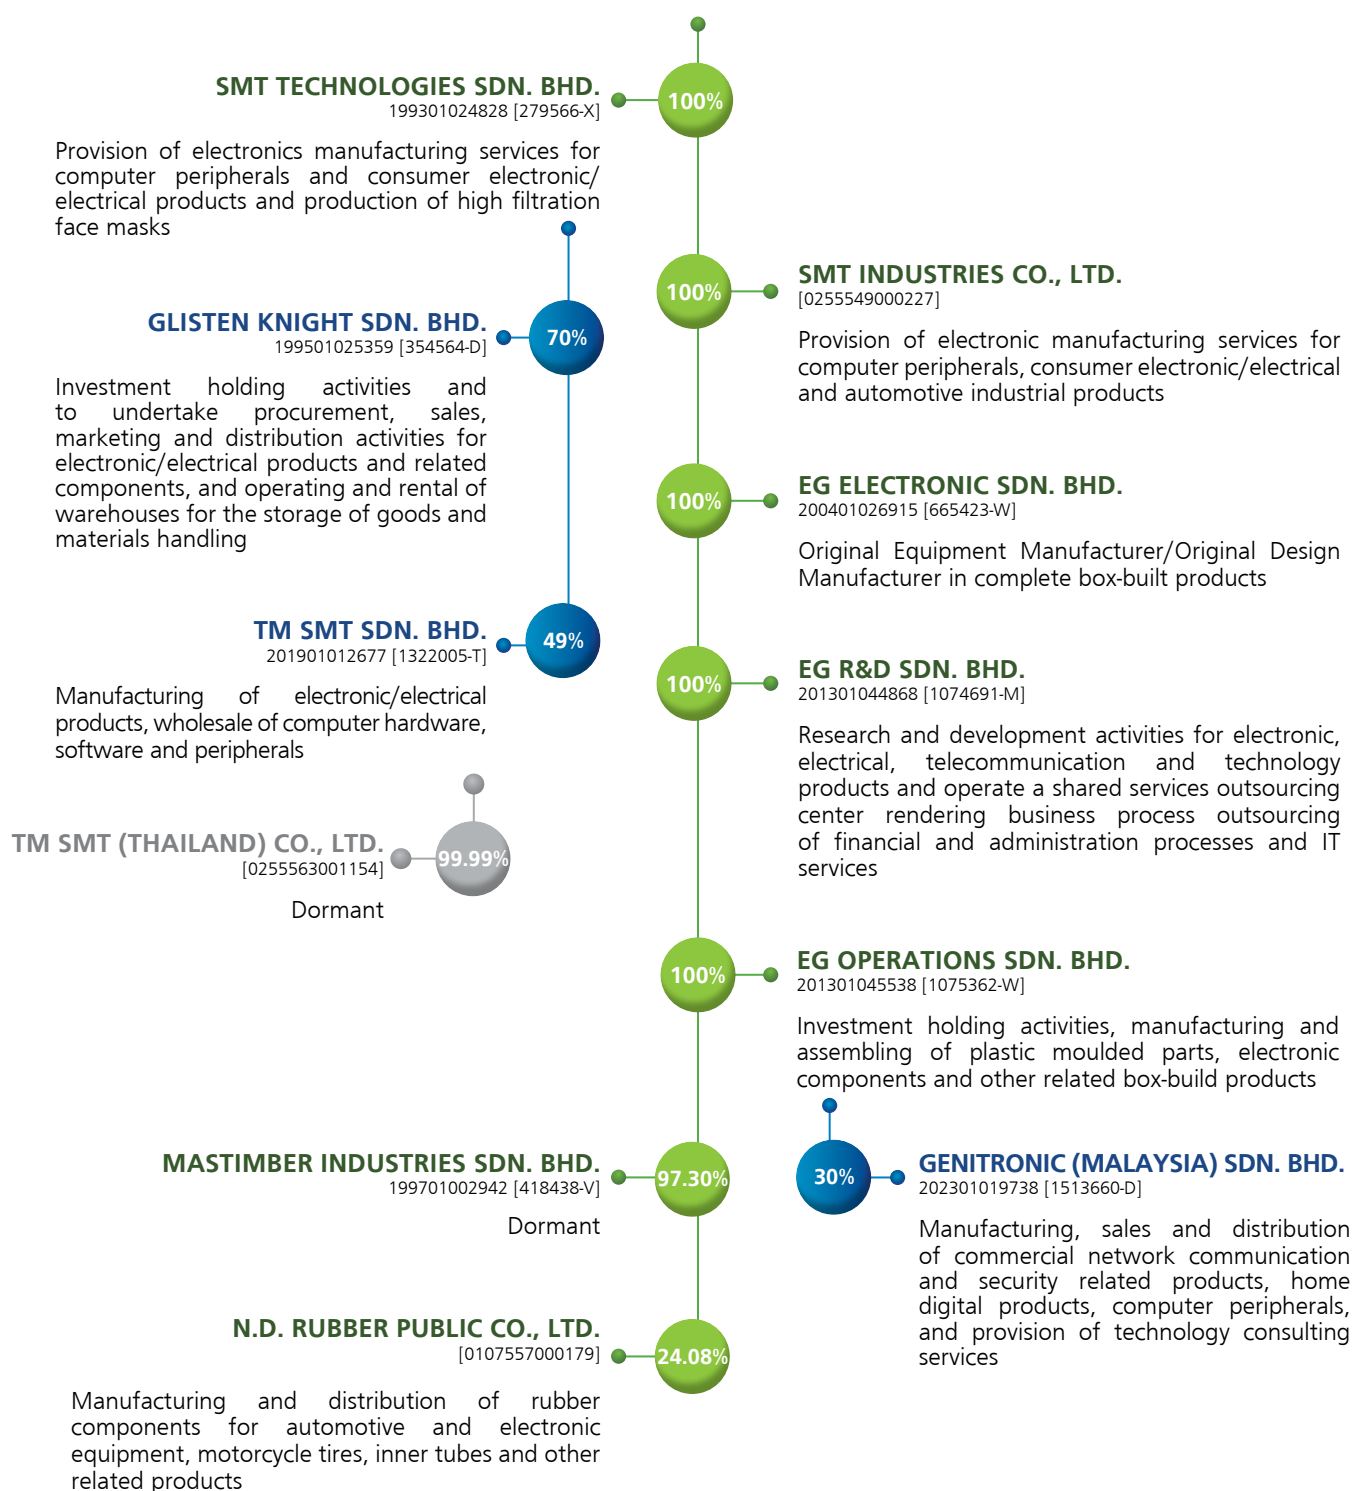 SMT TECHNOLOGIES SDN. BHD.
199301024828 [279566-X]
100%
Provision of electronics manufacturing services for
computer peripherals and consumer electronic/
electrical products and production of high filtration
face masks
SMT INDUSTRIES CO., LTD.
[0255549000227]
100%
Provision of electronic manufacturing services for
computer peripherals, consumer electronic/electrical
and automotive industrial products
GLISTEN KNIGHT SDN. BHD.
199501025359 [354564-D]
70%
Investment holding activities and
to undertake procurement, sales,
marketing and distribution activities for
electronic/electrical products and related
components, and operating and rental of
warehouses for the storage of goods and
materials handling
EG ELECTRONIC SDN. BHD.
200401026915 [665423-W]
100%
Original Equipment Manufacturer/Original Design
Manufacturer in complete box-built products
TM SMT SDN. BHD.
201901012677 [1322005-T]
49%
Manufacturing of electronic/electrical
products, wholesale of computer hardware,
software and peripherals
EG R&D SDN. BHD.
201301044868 [1074691-M]
100%
Research and development activities for electronic,
electrical, telecommunication and technology
products and operate a shared services outsourcing
center rendering business process outsourcing
of financial and administration processes and IT
services
TM SMT (THAILAND) CO., LTD.
[0255563001154]
99.99%
Dormant
EG OPERATIONS SDN. BHD.
201301045538 [1075362-W]
100%
Investment holding activities, manufacturing and
assembling of plastic moulded parts, electronic
components and other related box-build products
MASTIMBER INDUSTRIES SDN. BHD.
199701002942 [418438-V]
97.30%
Dormant
GENITRONIC (MALAYSIA) SDN. BHD.
202301019738 [1513660-D]
30%
Manufacturing, sales and distribution
of commercial network communication
and security related products, home
digital products, computer peripherals,
and provision of technology consulting
services
N.D. RUBBER PUBLIC CO., LTD.
[0107557000179]
24.08%
Manufacturing and distribution of rubber
components for automotive and electronic
equipment, motorcycle tires, inner tubes and other
related products